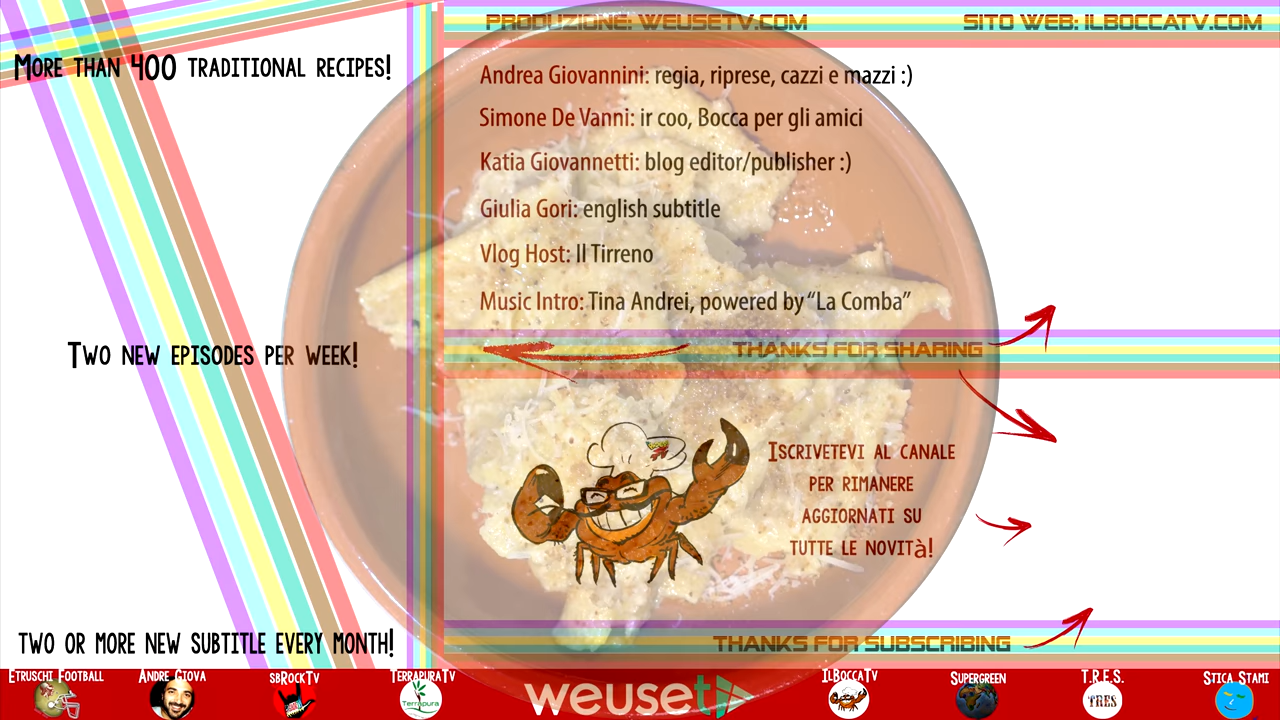 PRODUZIONE: WEUSETV.COM
SITO WEB: ILBOCCATV.COM
More than 400 traditional recipes!
Andrea Giovannini: regia, riprese, cazzi e mazzi :)
Simone De Vanni: ir coo, Bocca per gli amici
Katia Giovannetti: blog editor/publisher :)
Giulia Gori: english subtitle
Vlog Host: Il Tirreno
Music Intro: Tina Andrei, powered by “La Comba”
Two new episodes per week!
THANKS FOR SHARING
Iscrivetevi al canale
per rimanere
aggiornati su
tutte le novità!
two or more new subtitle every month!
THANKS FOR SUBSCRIBING
Etruschi Football
Andre Giova
sbRockTv
TerrapuraTv
Terrapura
weusetv
IlBoccaTv
Supergreen
T.R.E.S.
TRES
Stica Stami